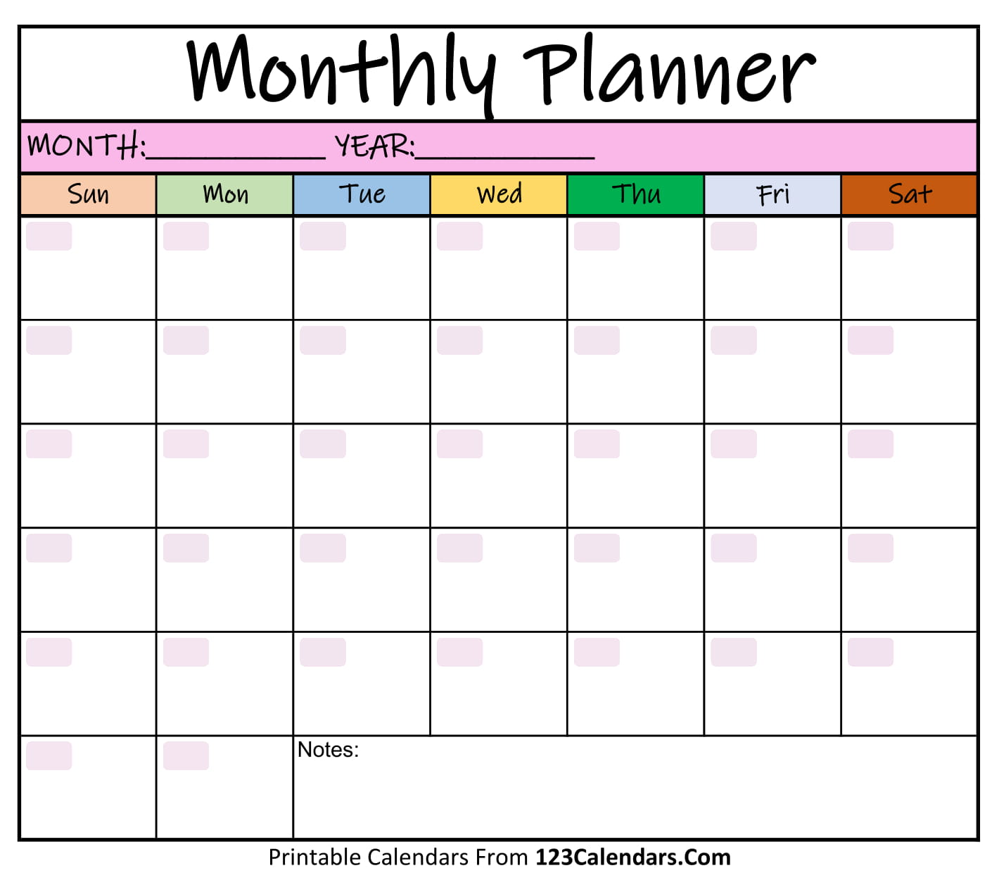 Monthly Planner
MONTH:____________ YEAR:____________
Sun Mon Tue Wed Thu Fri Sat
Notes:
Printable Calendars From 123Calendars.Com